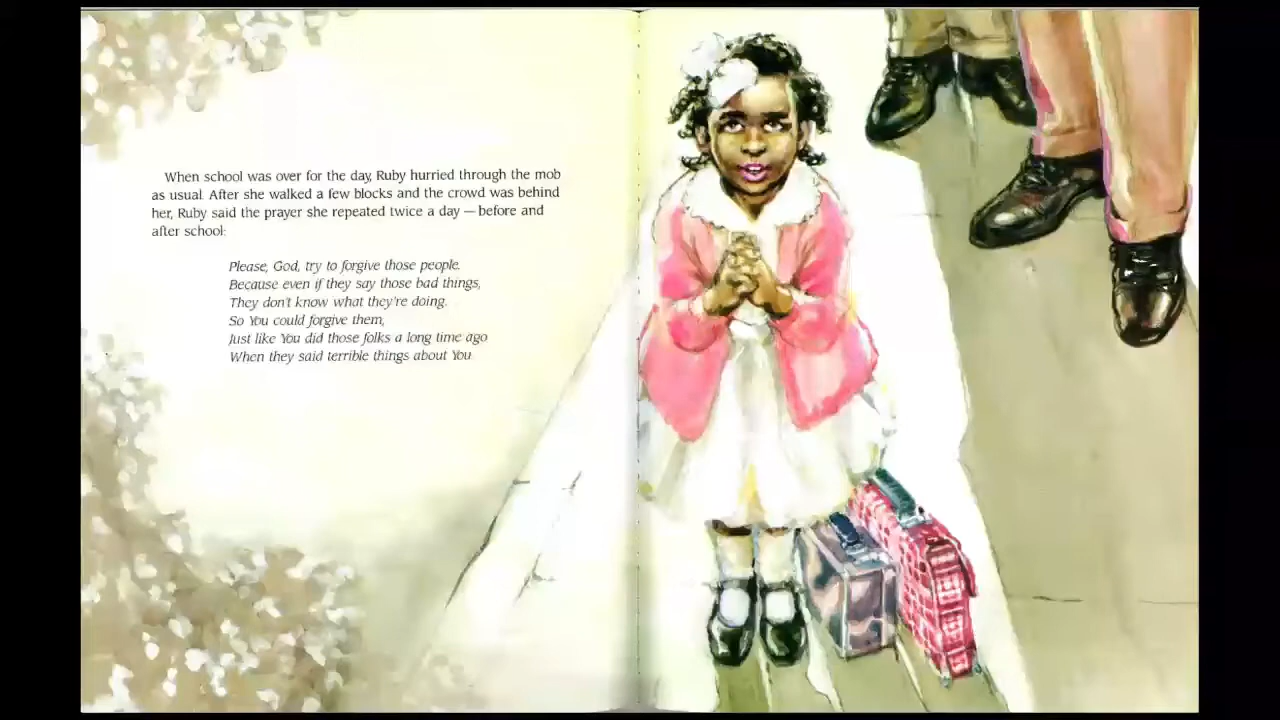 When school was over for the day, Ruby hurried through the mob
as usual. After she walked a few blocks and the crowd was behind
her, Ruby said the prayer she repeated twice a day — before and
after school:
Please, God, try to forgive those people.
Because even if they say those bad things,
They don't know what they're doing.
So You could forgive them,
Just like You did those folks a long time ago
When they said terrible things about You.